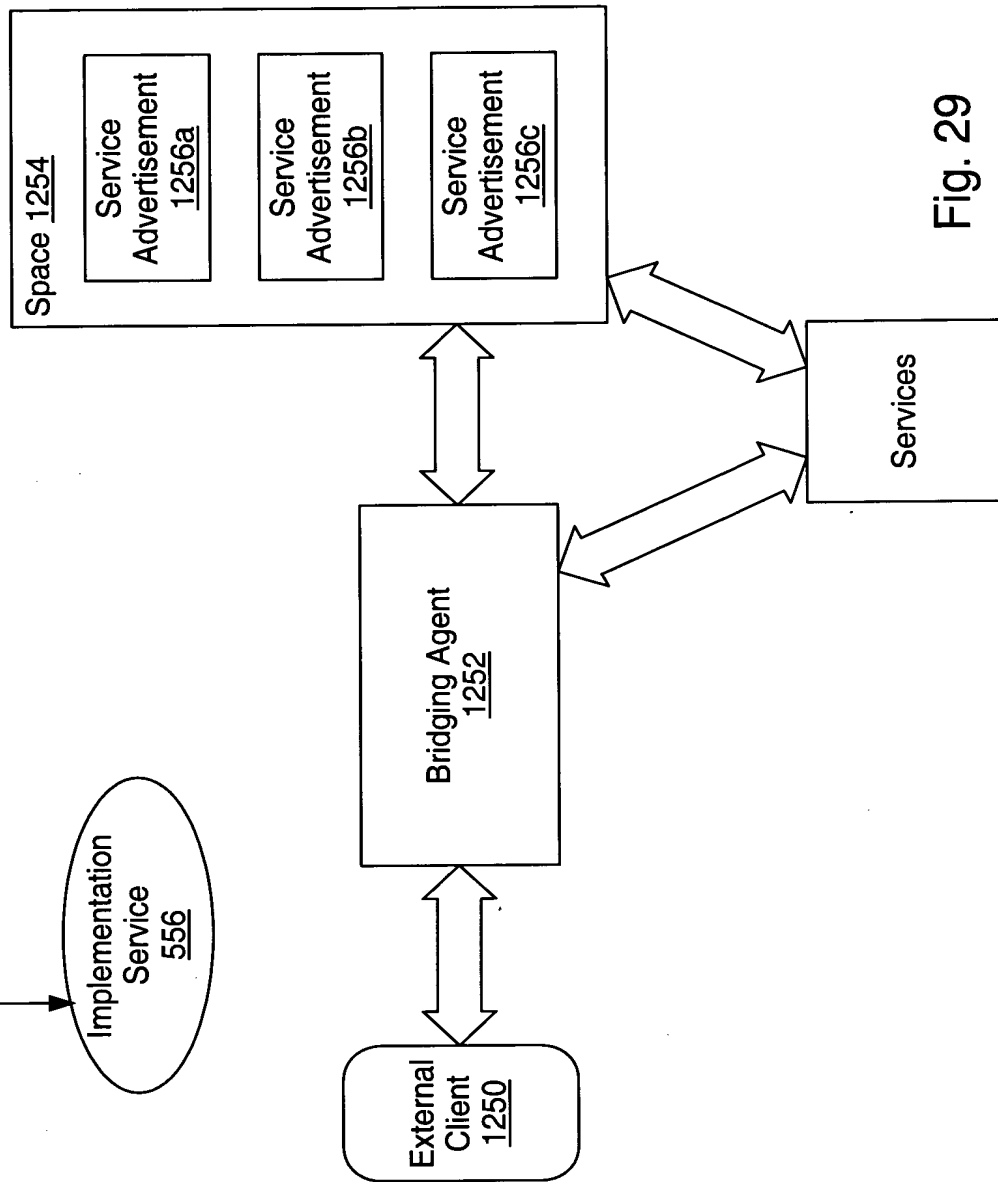 Implementation
Service
556
External
Client
1250
Bridging Agent
1252
Space 1254
Service
Advertisement
1256a
Service
Advertisement
1256b
Service
Advertisement
1256c
Services
Fig. 29